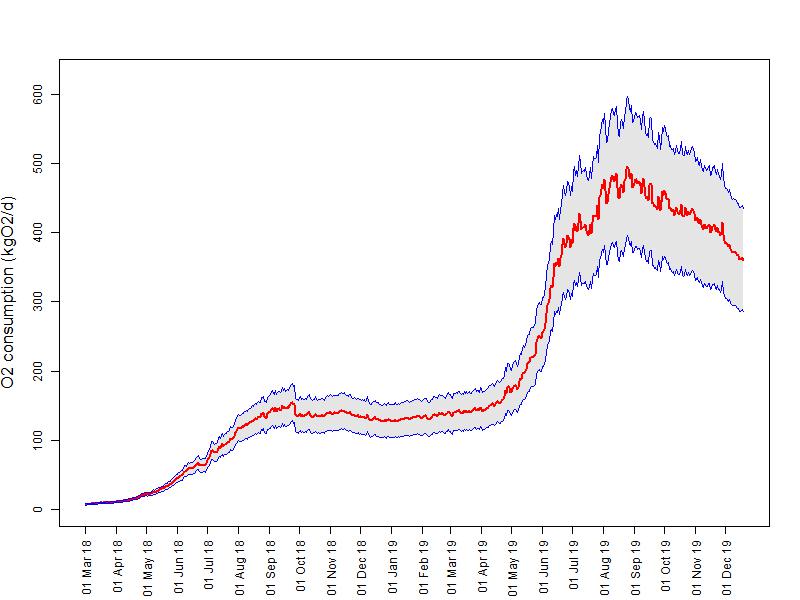 O2 consumption (kgO2/d)
600
500
400
300
200
100
0
01 Mar 18
01 Apr 18
01 May 18
01 Jun 18
01 Jul 18
01 Aug 18
01 Sep 18
01 Oct 18
01 Nov 18
01 Dec 18
01 Jan 19
01 Feb 19
01 Mar 19
01 Apr 19
01 May 19
01 Jun 19
01 Jul 19
01 Aug 19
01 Sep 19
01 Oct 19
01 Nov 19
01 Dec 19